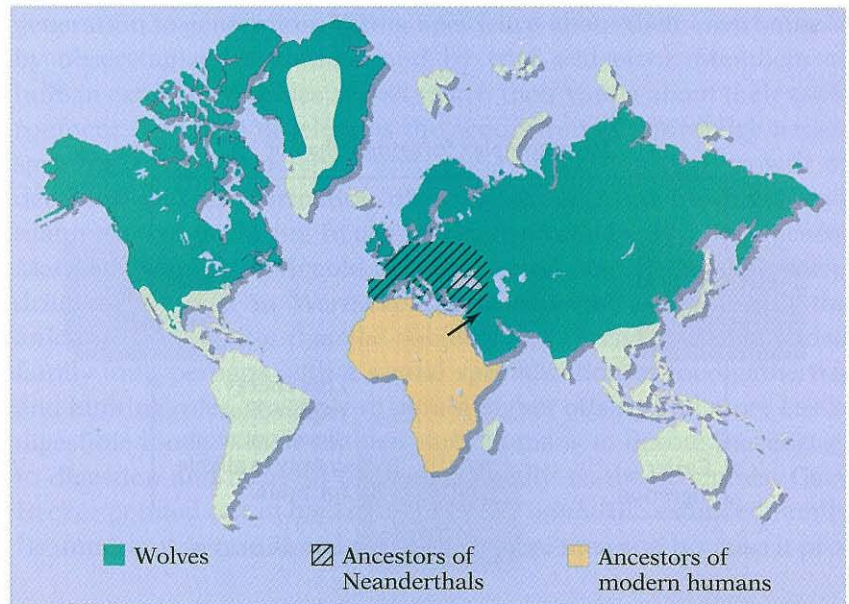 Wolves
Ancestors of
Neanderthals
Ancestors of
modern humans